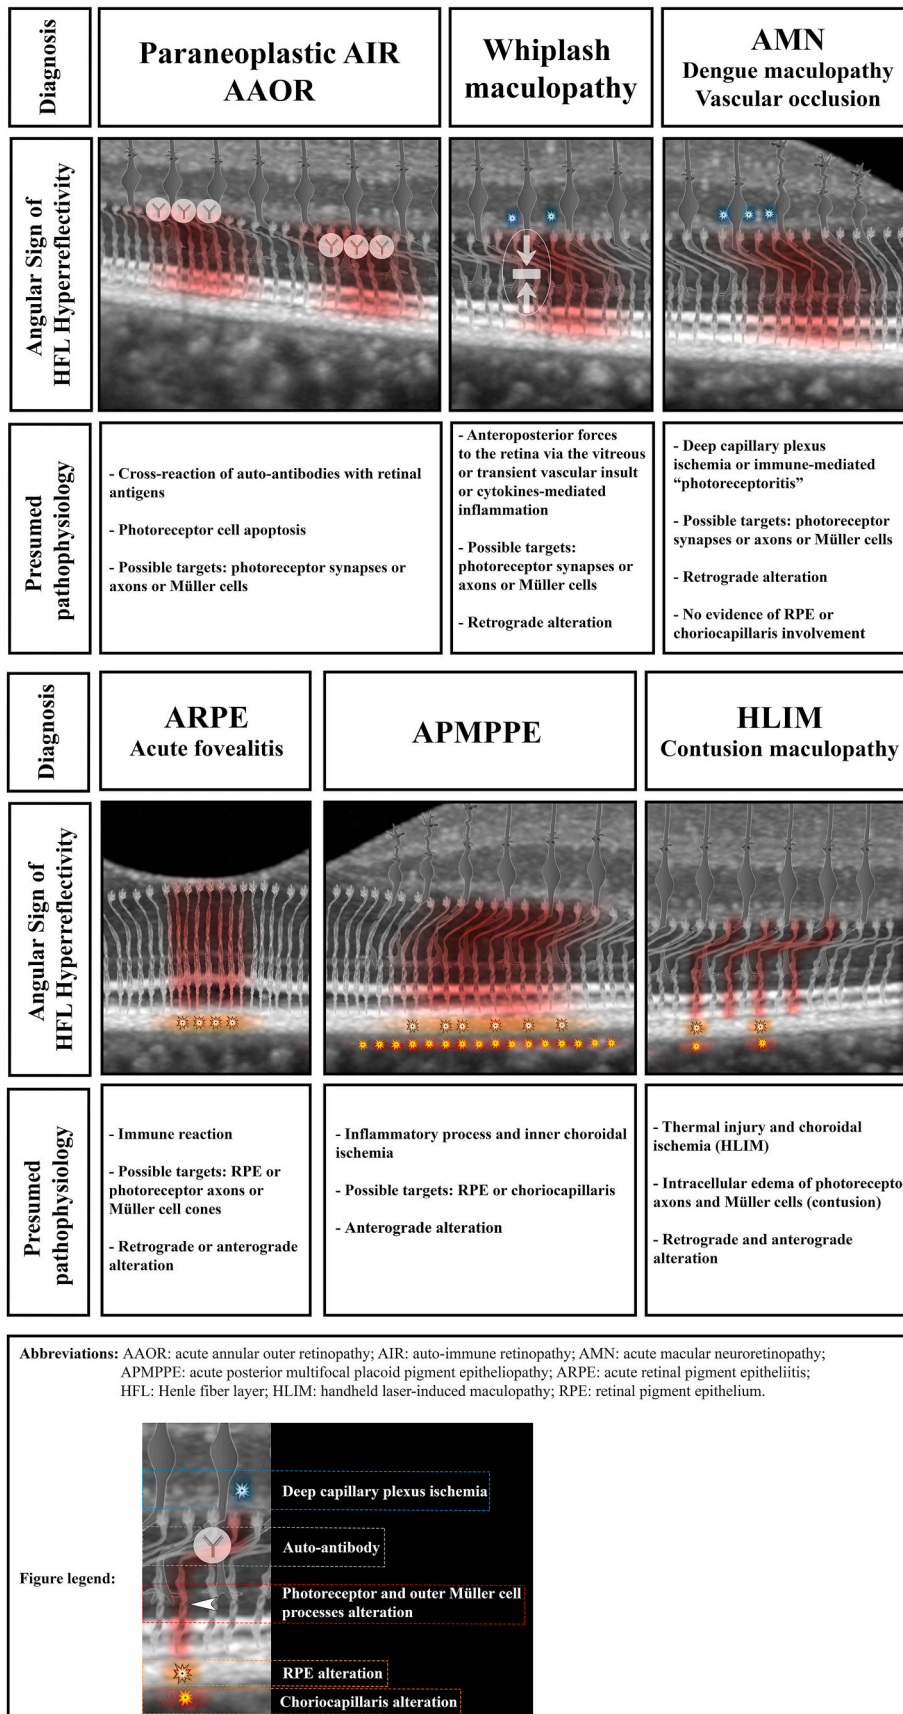 Diagnosis
Paraneoplastic AIR
AAOR
Whiplash
maculopathy
AMN
Dengue maculopathy
Vascular occlusion
Angular Sign of
HFL Hyperreflectivity
Presumed
pathophysiology
- Cross-reaction of auto-antibodies with retinal
antigens
- Photoreceptor cell apoptosis
- Possible targets: photoreceptor synapses or
axons or Müller cells
- Anteroposterior forces
to the retina via the vitreous
or transient vascular insult
or cytokines-mediated
inflammation
- Possible targets:
photoreceptor synapses or
axons or Müller cells
- Retrograde alteration
- Deep capillary plexus
ischemia or immune-mediated
“photoreceptoritis”
- Possible targets: photoreceptor
synapses or axons or Müller cells
- Retrograde alteration
- No evidence of RPE or
choriocapillaris involvement
Diagnosis
ARPE
Acute fovealitis
APMPPE
HLIM
Contusion maculopathy
Angular Sign of
HFL Hyperreflectivity
Presumed
pathophysiology
- Immune reaction
- Possible targets: RPE or
photoreceptor axons or
Müller cell cones
- Retrograde or anterograde
alteration
- Inflammatory process and inner choroidal
ischemia
- Possible targets: RPE or choriocapillaris
- Anterograde alteration
- Thermal injury and choroidal
ischemia (HLIM)
- Intracellular edema of photorecepto
axons and Müller cells (contusion)
- Retrograde and anterograde
alteration
Abbreviations: AAOR: acute annular outer retinopathy; AIR: auto-immune retinopathy; AMN: acute macular neuroretinopathy;
APMPPE: acute posterior multifocal placoid pigment epitheliopathy; ARPE: acute retinal pigment epitheliitis;
HFL: Henle fiber layer; HLIM: handheld laser-induced maculopathy; RPE: retinal pigment epithelium.
Figure legend:
Deep capillary plexus ischemia
Auto-antibody
Photoreceptor and outer Müller cell
processes alteration
RPE alteration
Choriocapillaris alteration